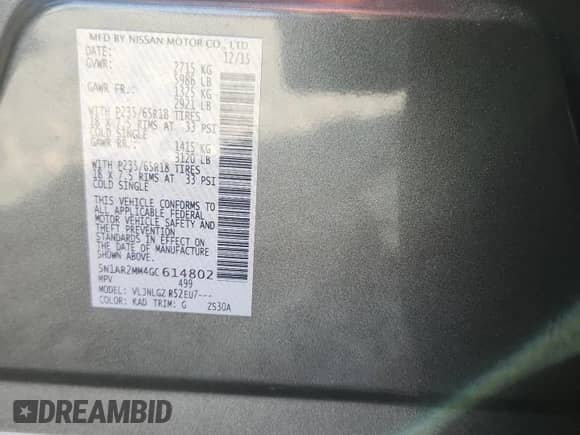 MFD BY NISSAN MOTOR CO., LTD.
12/15
GVWR: 2715 KG
5986 LB
GAWR FR.: 1325 KG
2921 LB
WITH P235/65R18 TIRES
18 X 7.5 RIMS AT 33 PSI
COLD SINGLE
GAWR RR.: 1415 KG
3120 LB
WITH P235/65R18 TIRES
18 X 7.5 RIMS AT 33 PSI
COLD SINGLE
THIS VEHICLE CONFORMS TO
ALL APPLICABLE FEDERAL
MOTOR VEHICLE SAFETY AND
THEFT PREVENTION
STANDARDS IN EFFECT ON
THE DATE OF MANUFACTURE
SHOWN ABOVE.
5N1AR2MM4GC614802
MPV 499
MODEL: VLJNLGZ R52EU7---
COLOR: KAD TRIM: G 2S30A
DREAMBID